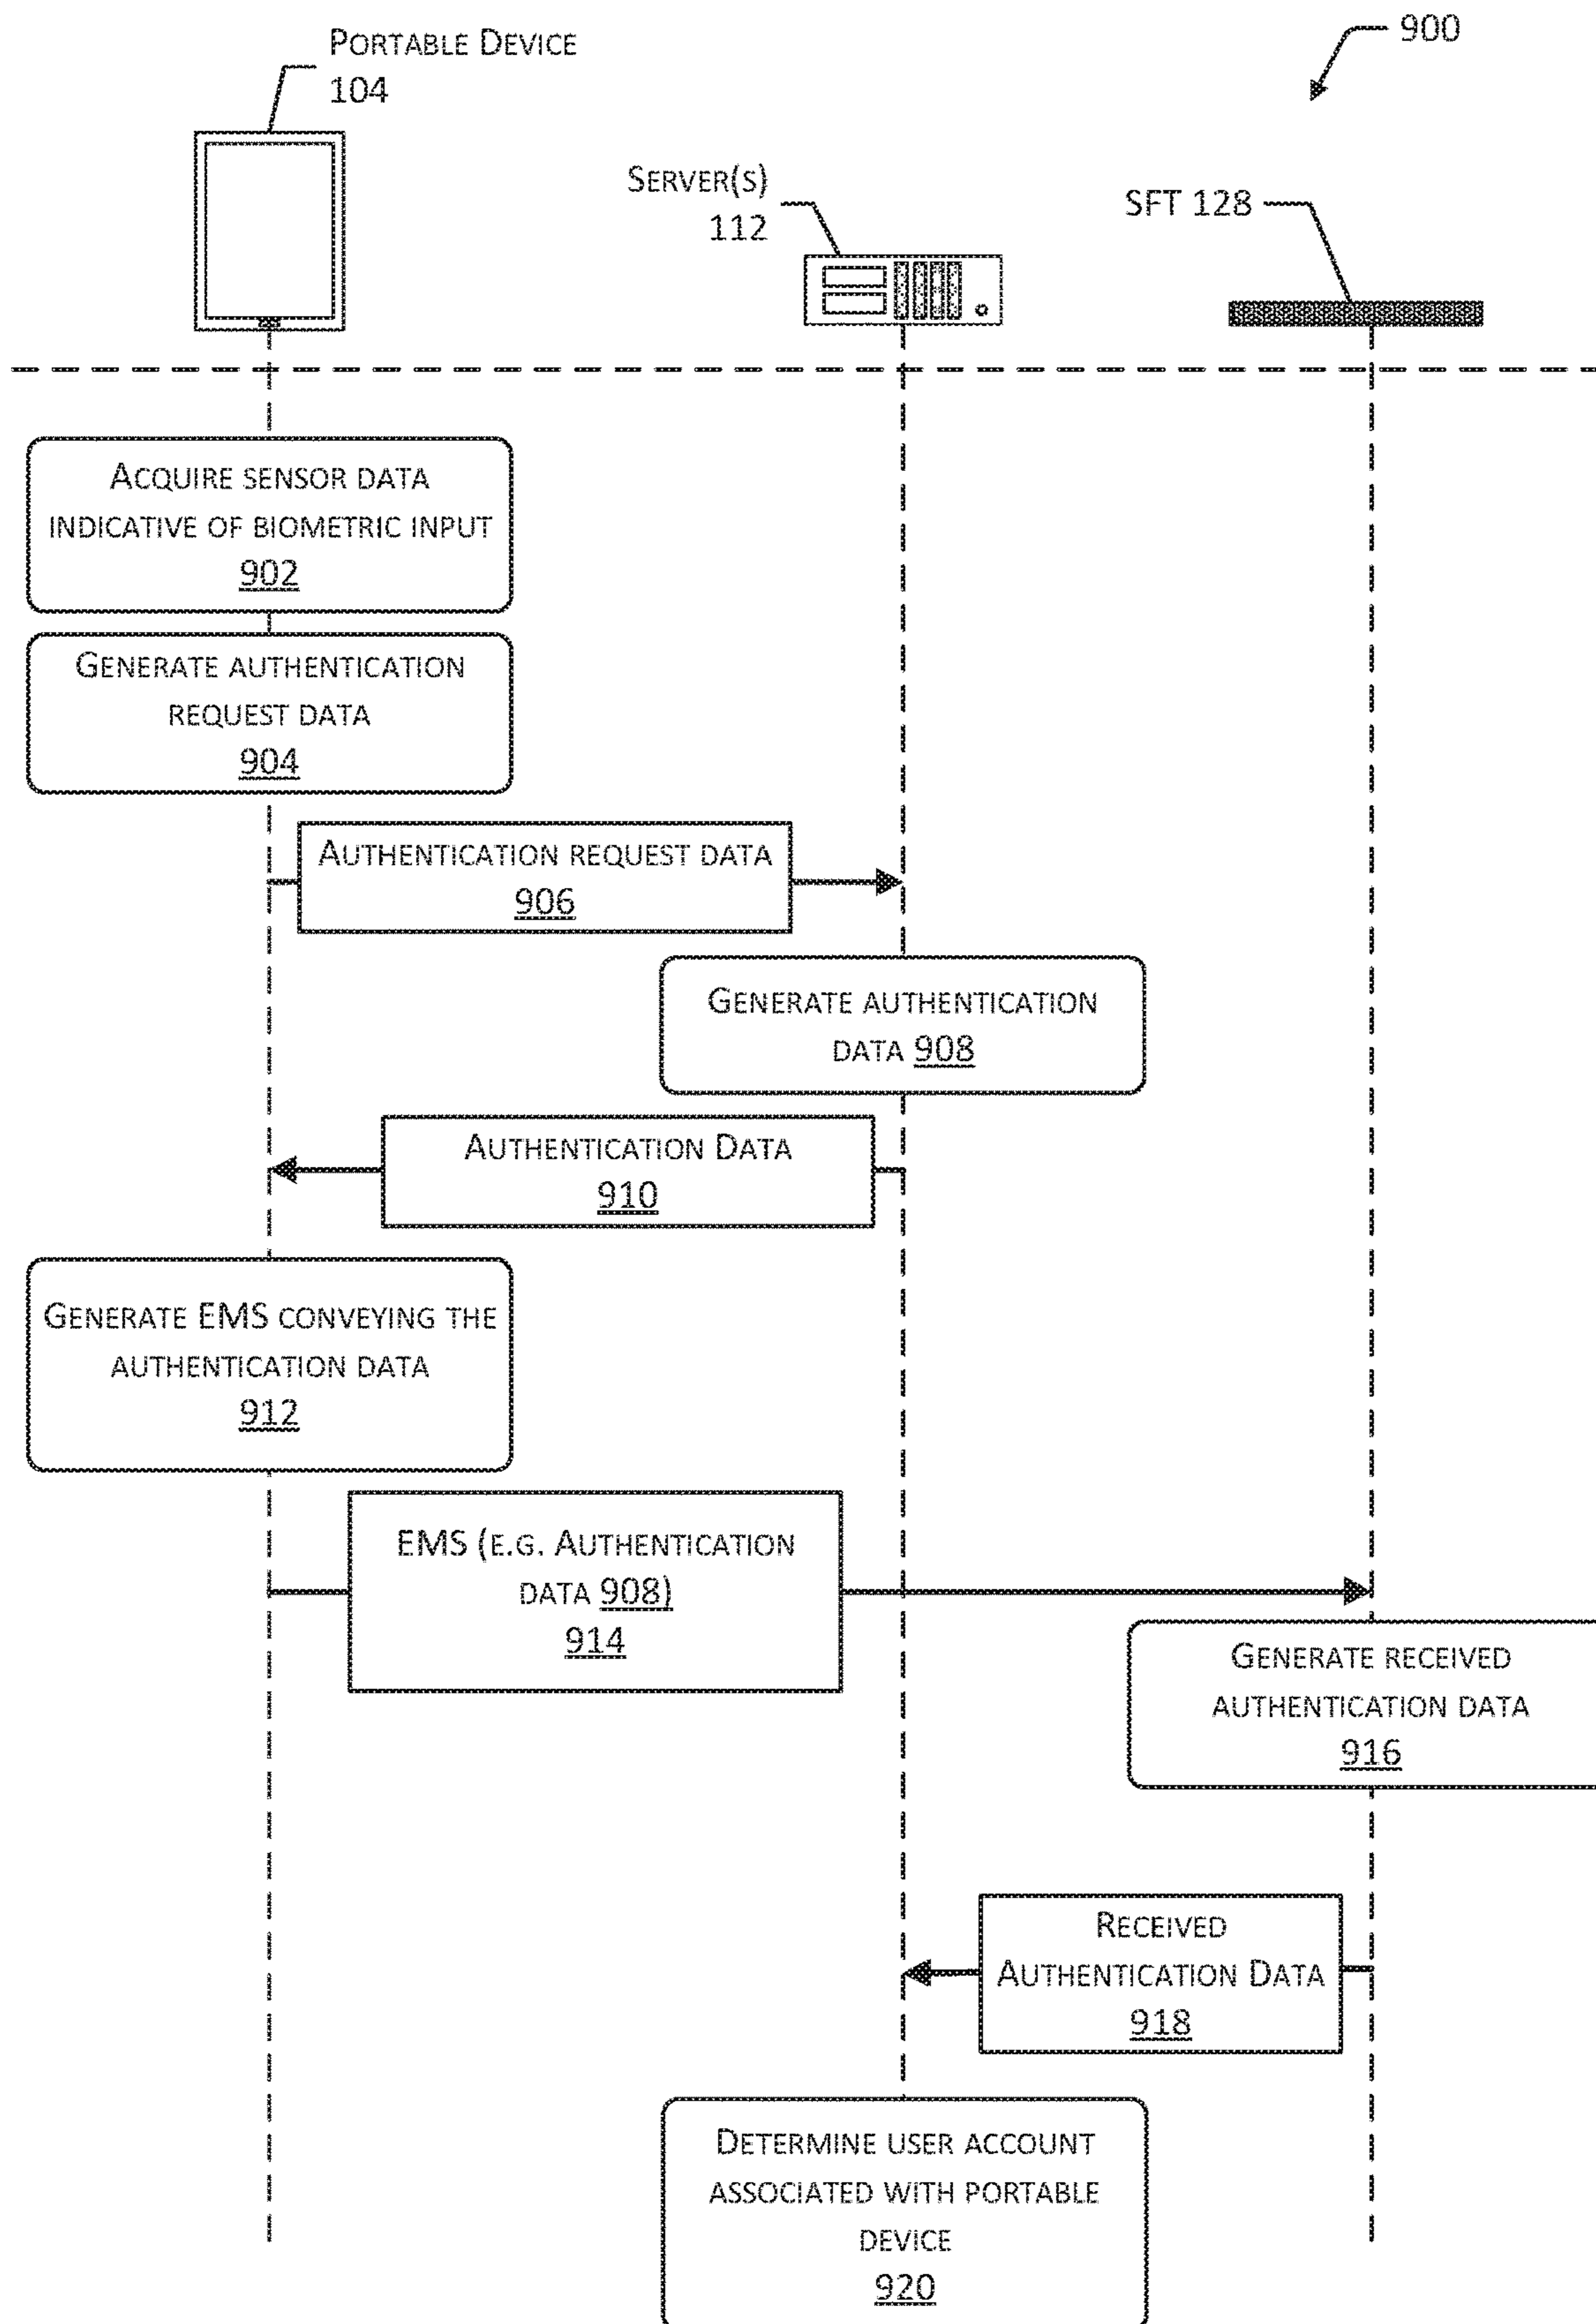 PORTABLE DEVICE
104
900
SERVER(S)
112
SFT 128
ACQUIRE SENSOR DATA
INDICATIVE OF BIOMETRIC INPUT
902
GENERATE AUTHENTICATION
REQUEST DATA
904
AUTHENTICATION REQUEST DATA
906
GENERATE AUTHENTICATION
DATA 908
AUTHENTICATION DATA
910
GENERATE EMS CONVEYING THE
AUTHENTICATION DATA
912
EMS (E.G. AUTHENTICATION
DATA 908)
914
GENERATE RECEIVED
AUTHENTICATION DATA
916
RECEIVED
AUTHENTICATION DATA
918
DETERMINE USER ACCOUNT
ASSOCIATED WITH PORTABLE
DEVICE
920